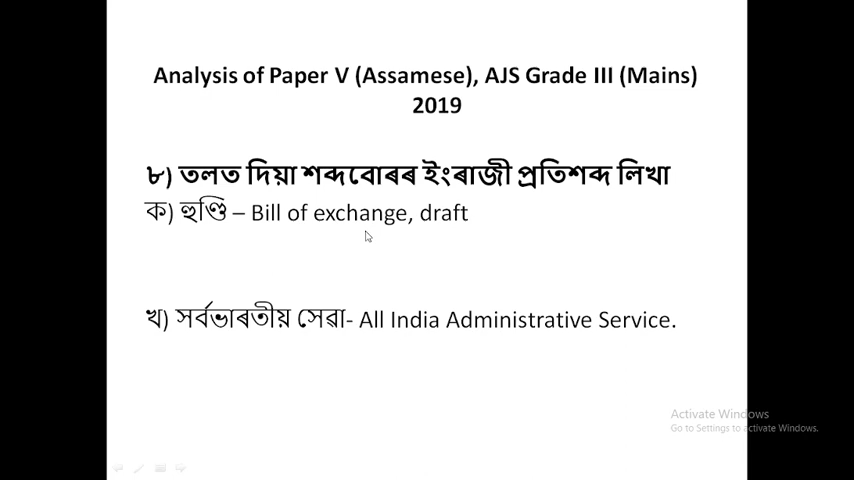 Analysis of Paper V (Assamese), AJS Grade III (Mains)
2019
৮) তলত দিয়া শব্দবোৰৰ ইংৰাজী প্ৰতিশব্দ লিখা
ক) হুণ্ডি – Bill of exchange, draft
খ) সৰ্বভাৰতীয় সেৱা- All India Administrative Service.
Activate Windows
Go to Settings to activate Windows.